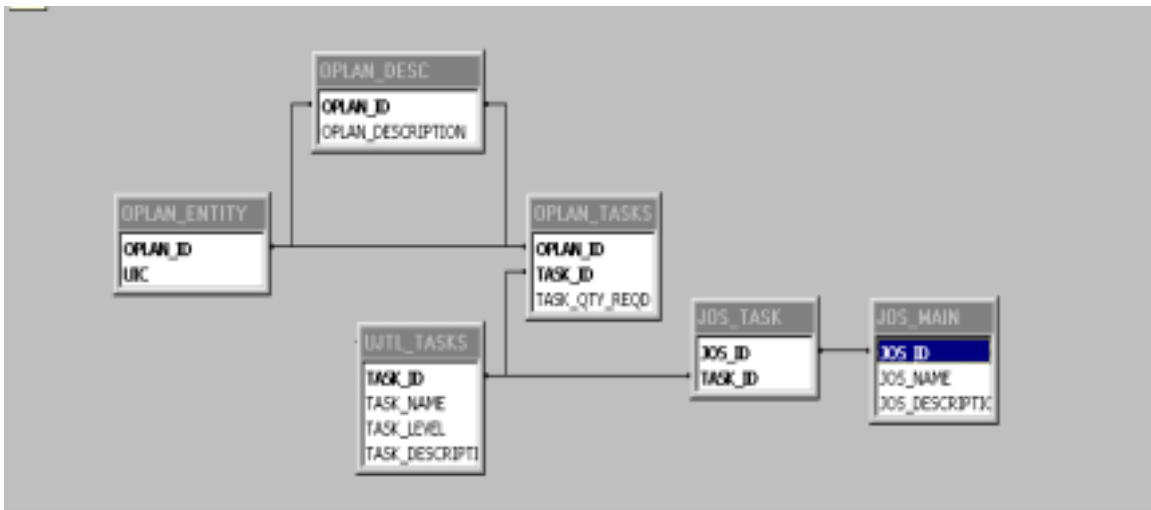 OPLAN_DESC
OPLAN_ID
OPLAN_DESCRIPTION
OPLAN_ENTITY
OPLAN_ID
UIC
OPLAN_TASKS
OPLAN_ID
TASK_ID
TASK_QTY_REQD
UJTL_TASKS
TASK_ID
TASK_NAME
TASK_LEVEL
TASK_DESCRIPTI
JOS_TASK
JOS_ID
TASK_ID
JOS_MAIN
JOS_ID
JOS_NAME
JOS_DESCRIPTIC